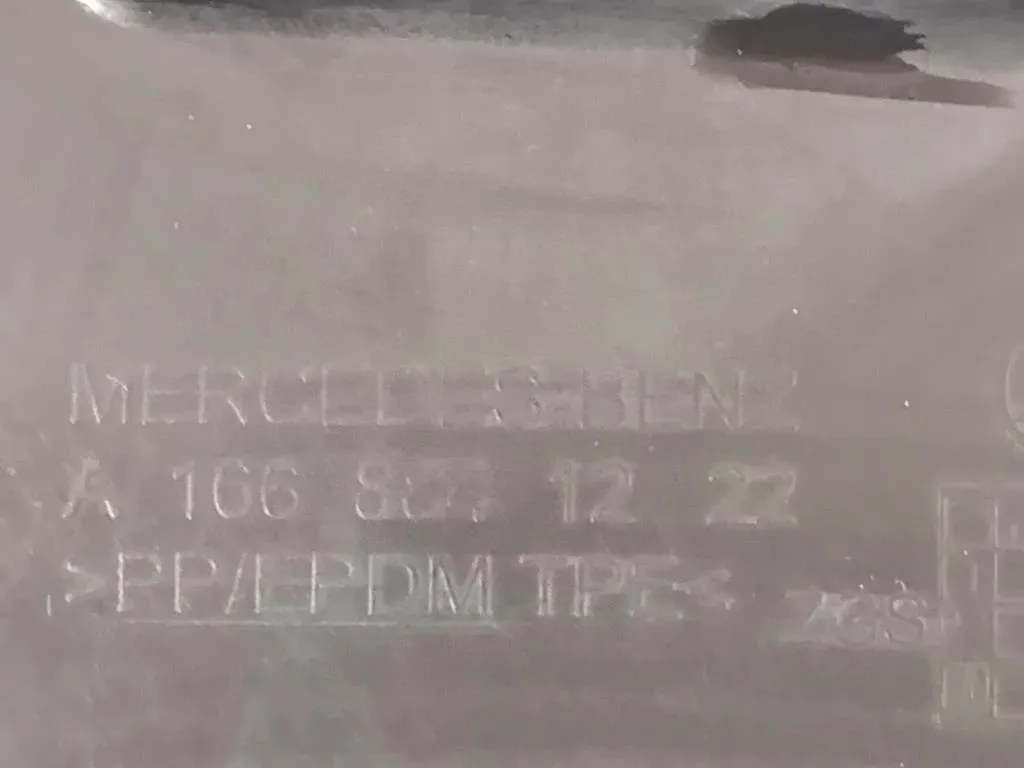 MERCEDES-BENZ
A 166 12 22
>PP/EPDM TPE<